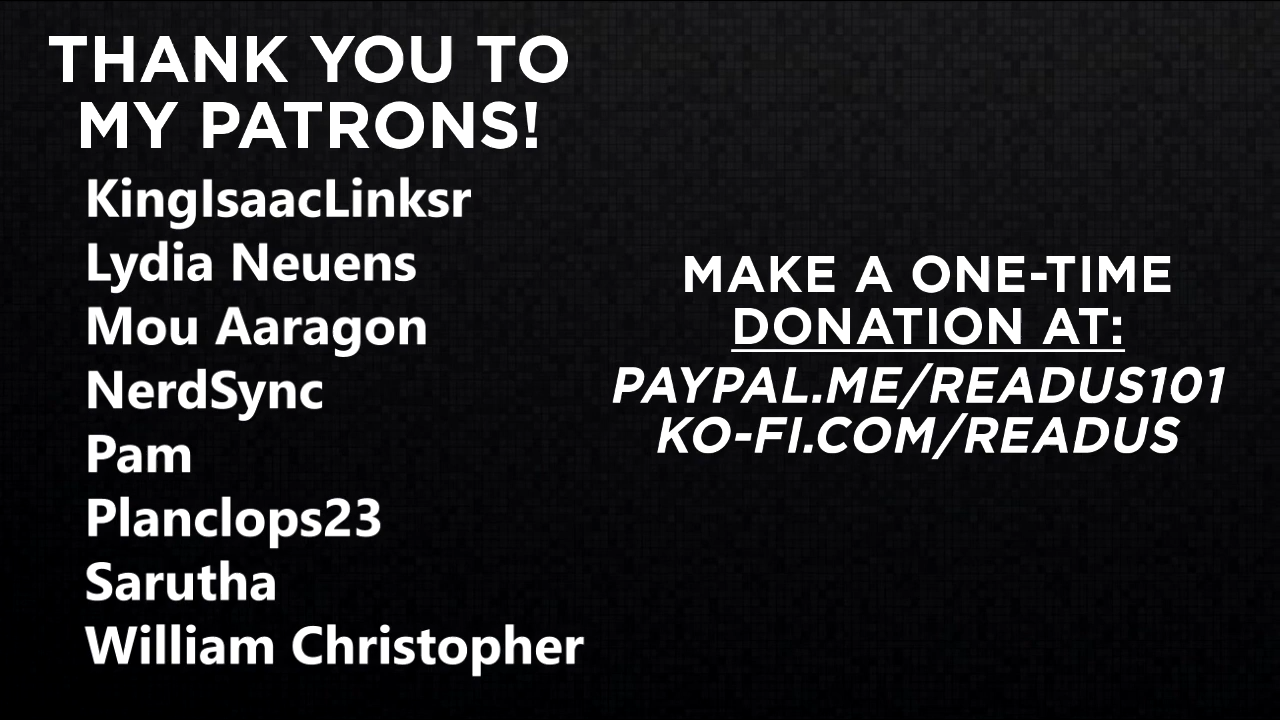 THANK YOU TO
MY PATRONS!
KingIsaacLinksr
Lydia Neuens
Mou Aaragon
NerdSync
Pam
Planclops23
Sarutha
William Christopher
MAKE A ONE-TIME
DONATION AT:
PAYPAL.ME/READUS101
KO-FI.COM/READUS